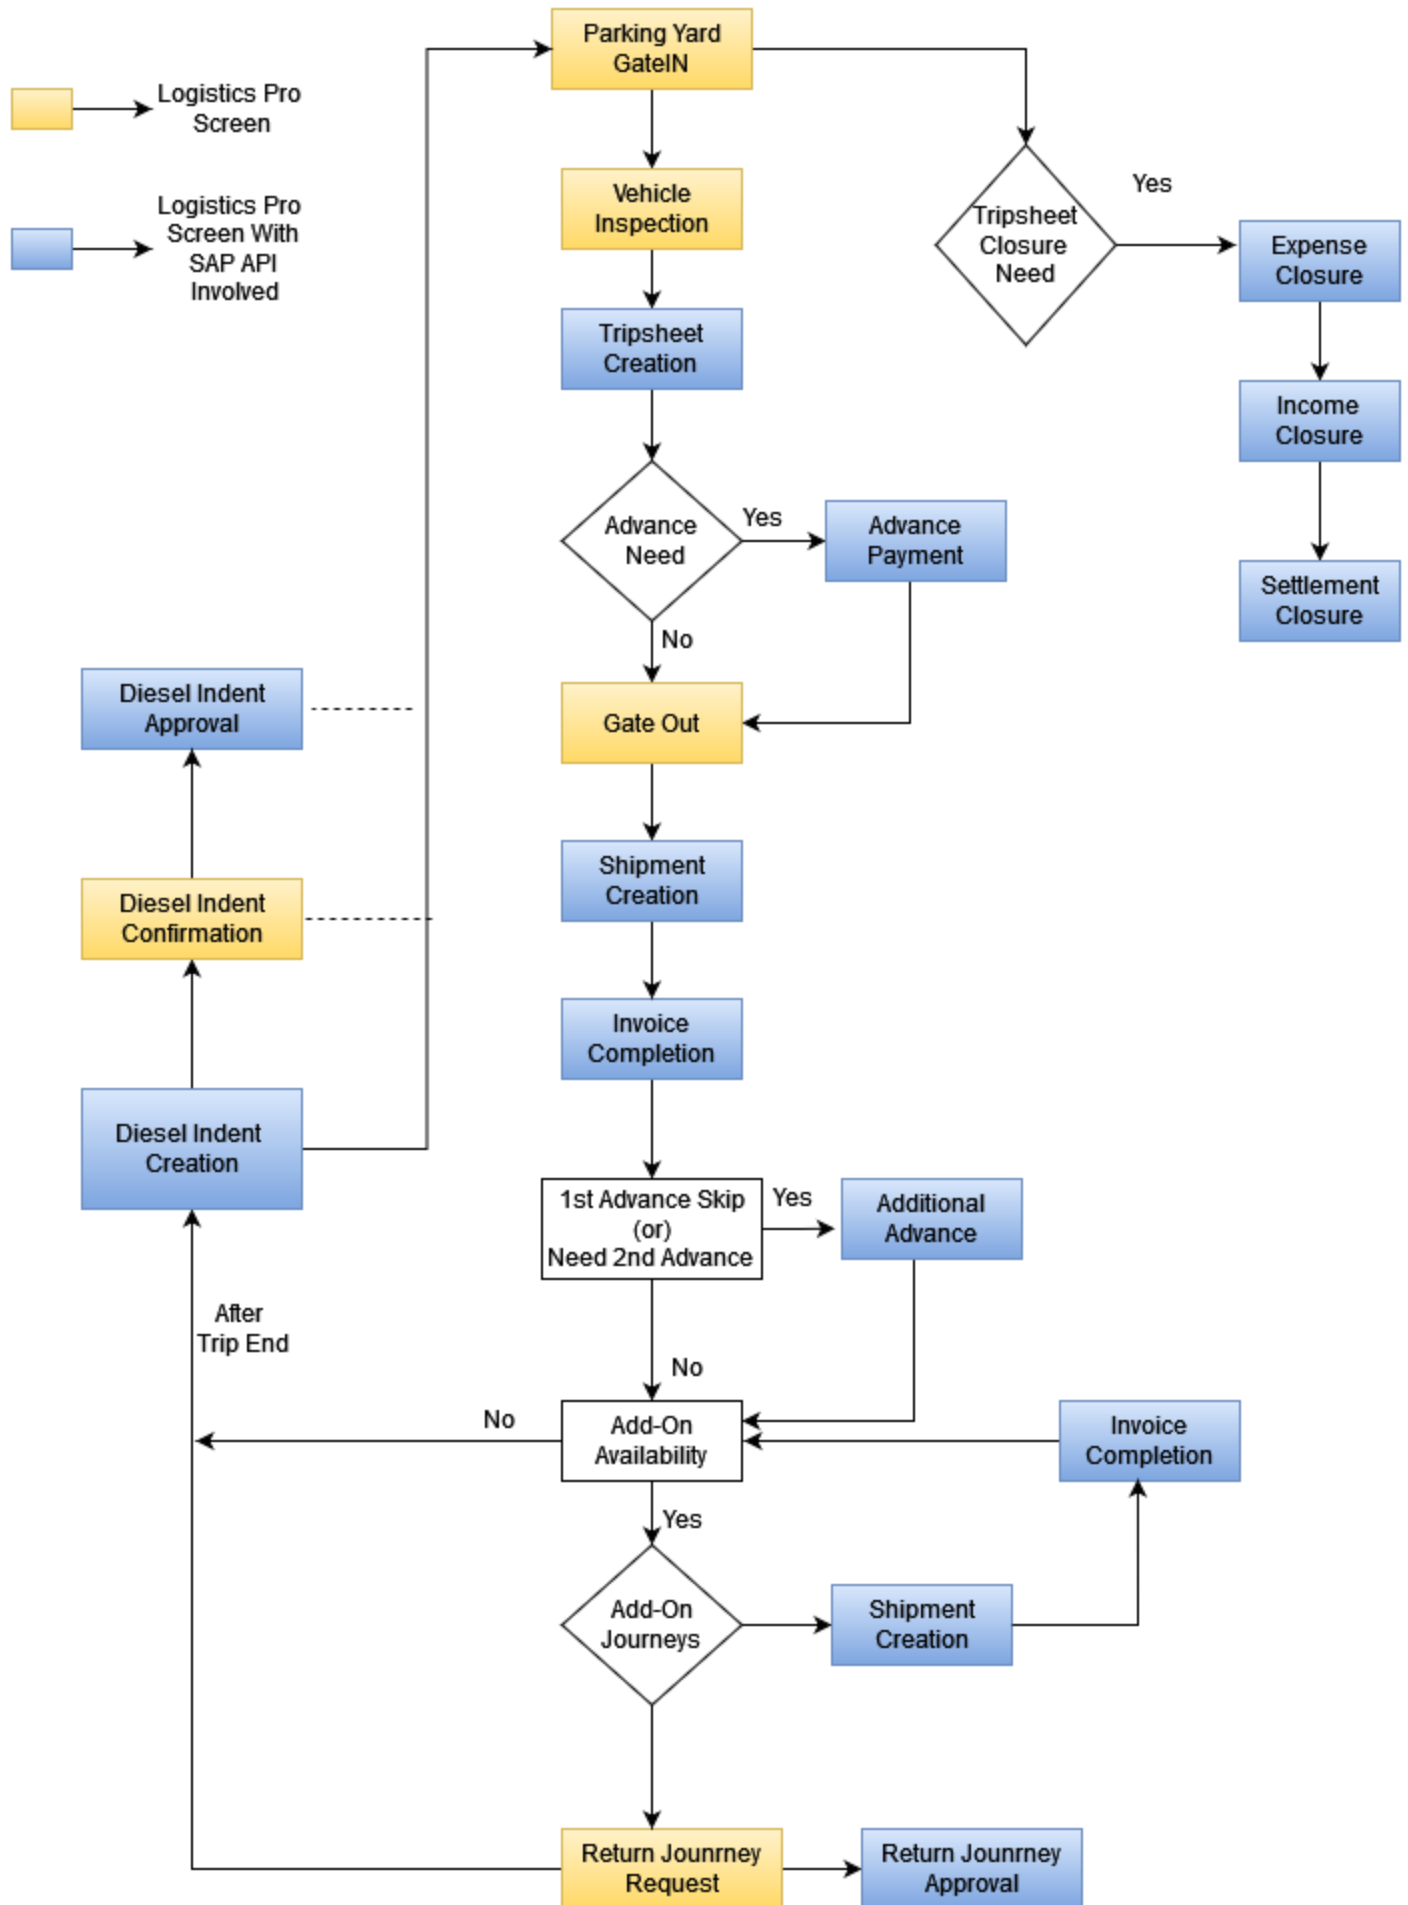 Parking Yard
GateIN
Logistics Pro
Screen
Logistics Pro
Screen With
SAP API
Involved
Vehicle
Inspection
Yes
Tripsheet
Closure
Need
Expense
Closure
Tripsheet
Creation
Income
Closure
Advance
Need
Yes
Advance
Payment
Settlement
Closure
No
Diesel Indent
Approval
Gate Out
Shipment
Creation
Diesel Indent
Confirmation
Invoice
Completion
Diesel Indent
Creation
1st Advance Skip
(or)
Need 2nd Advance
Yes
Additional
Advance
After
Trip End
No
No
Add-On
Availability
Invoice
Completion
Yes
Add-On
Journeys
Shipment
Creation
Return Jounrney
Request
Return Jounrney
Approval